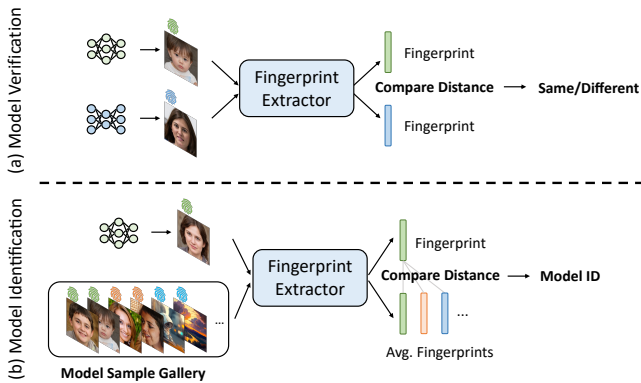 (a) Model Verification
Fingerprint
Extractor
Fingerprint
Compare Distance
Same/Different
Fingerprint
(b) Model Identification
Fingerprint
Extractor
Fingerprint
Compare Distance
Model ID
...
...
Avg. Fingerprints
Model Sample Gallery